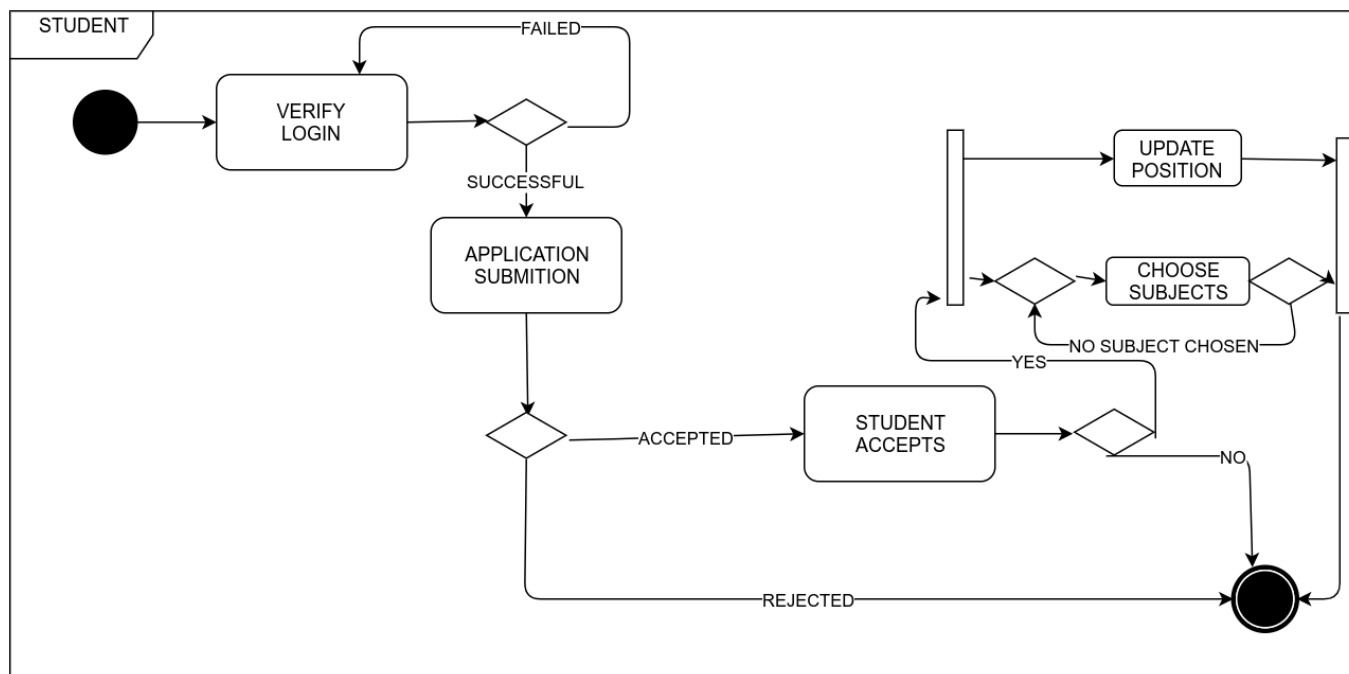 STUDENT
FAILED
VERIFY
LOGIN
SUCCESSFUL
APPLICATION
SUBMITION
UPDATE
POSITION
CHOOSE
SUBJECTS
NO SUBJECT CHOSEN
YES
STUDENT
ACCEPTS
ACCEPTED
NO
REJECTED